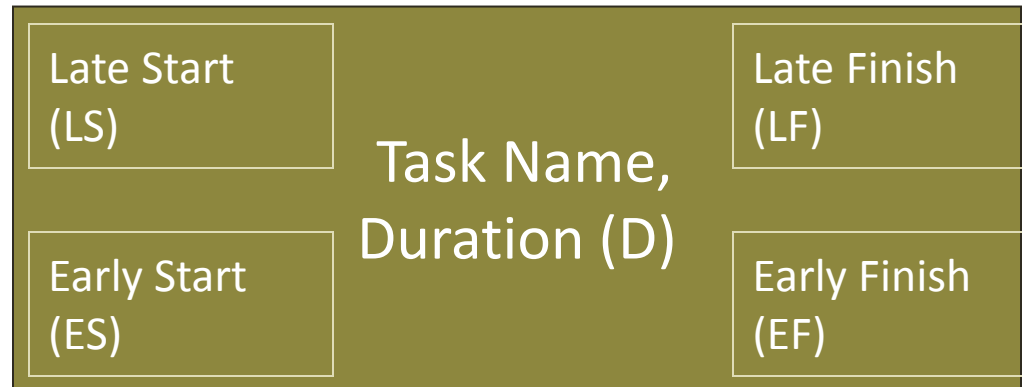 Late Start
(LS)
Late Finish
(LF)
Task Name,
Duration (D)
Early Start
(ES)
Early Finish
(EF)